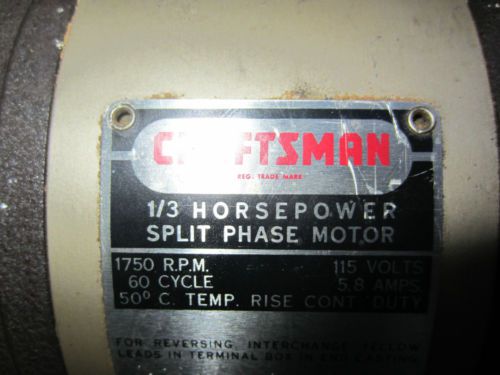 CRAFTSMAN
REG. TRADE MARK
1/3 HORSEPOWER
SPLIT PHASE MOTOR
1750 R.P.M. 115 VOLTS
60 CYCLE 5.8 AMPS.
50° C. TEMP. RISE CONT. DUTY
FOR REVERSING, INTERCHANGE YELLOW
LEADS IN TERMINAL BOX IN END CASTING